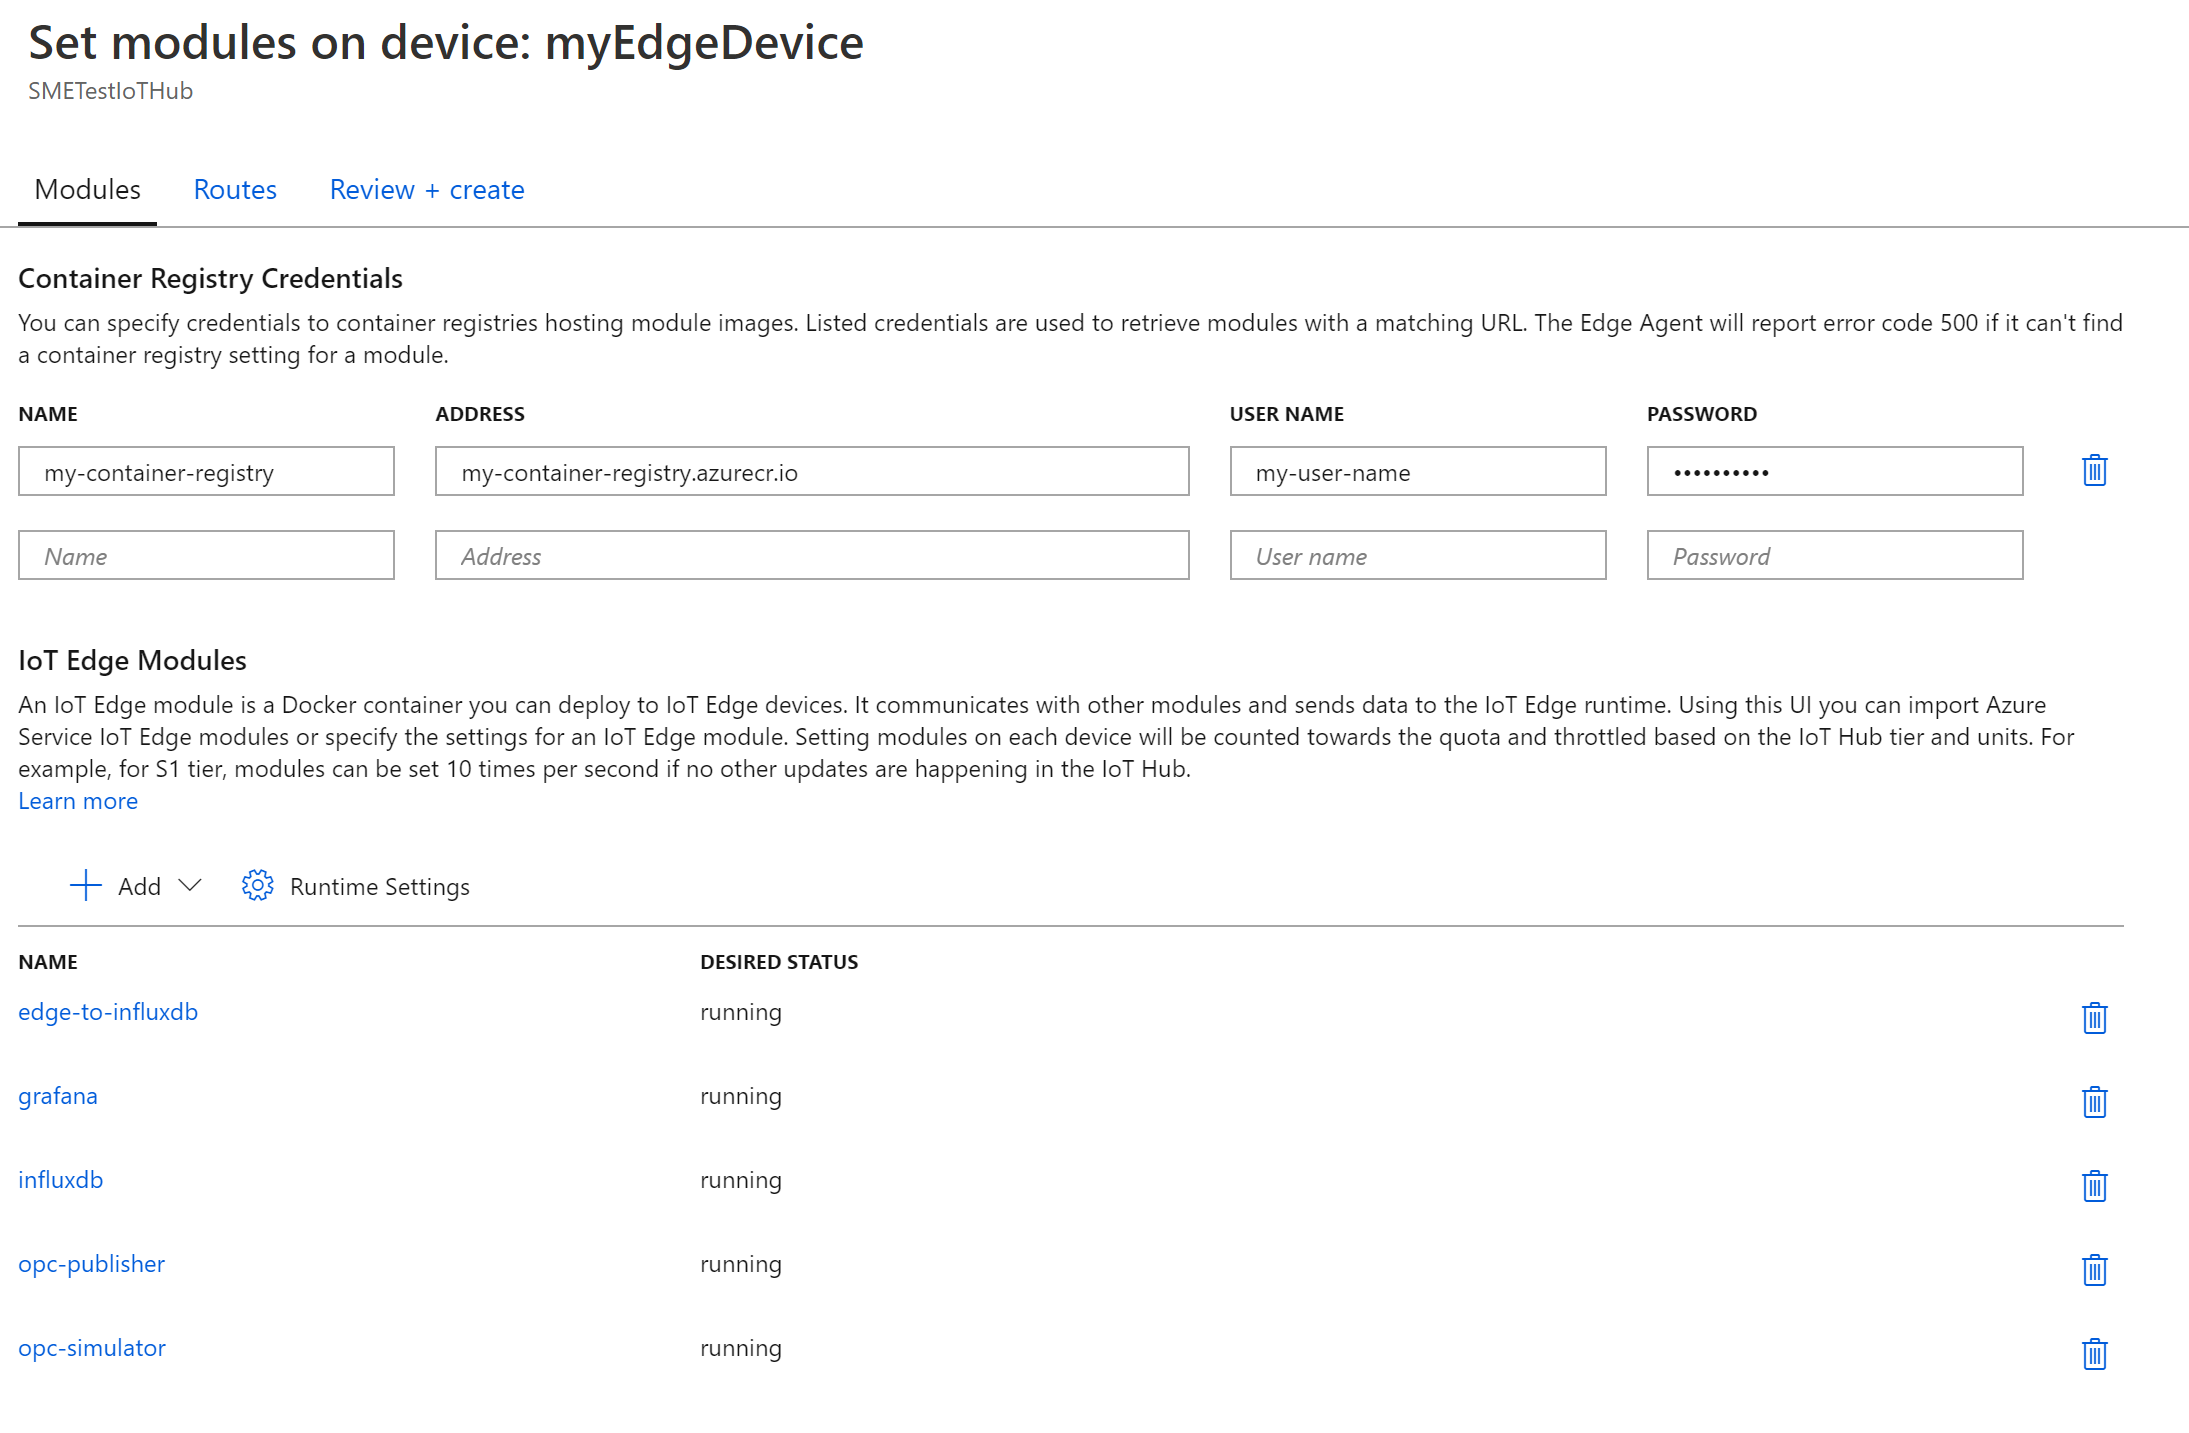 Set modules on device: myEdgeDevice
SMETestIoTHub
Modules Routes Review + create
Container Registry Credentials
You can specify credentials to container registries hosting module images. Listed credentials are used to retrieve modules with a matching URL. The Edge Agent will report error code 500 if it can't find
a container registry setting for a module.
NAME ADDRESS USER NAME PASSWORD
my-container-registry my-container-registry.azurecr.io my-user-name ••••••••••
Name Address User name Password
IoT Edge Modules
An IoT Edge module is a Docker container you can deploy to IoT Edge devices. It communicates with other modules and sends data to the IoT Edge runtime. Using this UI you can import Azure
Service IoT Edge modules or specify the settings for an IoT Edge module. Setting modules on each device will be counted towards the quota and throttled based on the IoT Hub tier and units. For
example, for S1 tier, modules can be set 10 times per second if no other updates are happening in the IoT Hub.
Learn more
Add Runtime Settings
NAME DESIRED STATUS
edge-to-influxdb running
grafana running
influxdb running
opc-publisher running
opc-simulator running